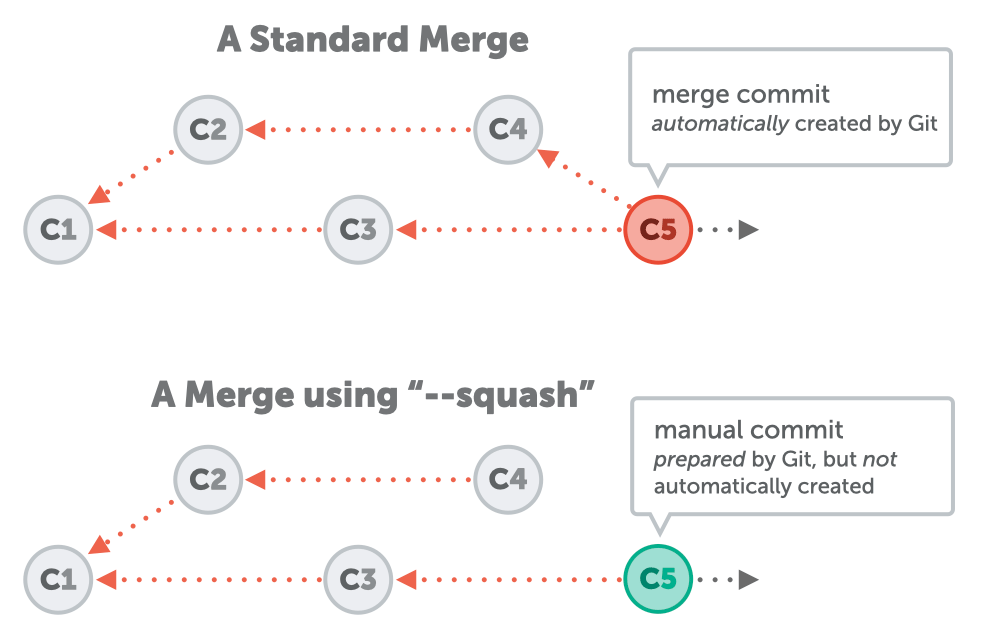 A Standard Merge
merge commit
automatically created by Git
C2
C4
C1
C3
C5
A Merge using “--squash”
manual commit
prepared by Git, but not
automatically created
C2
C4
C1
C3
C5